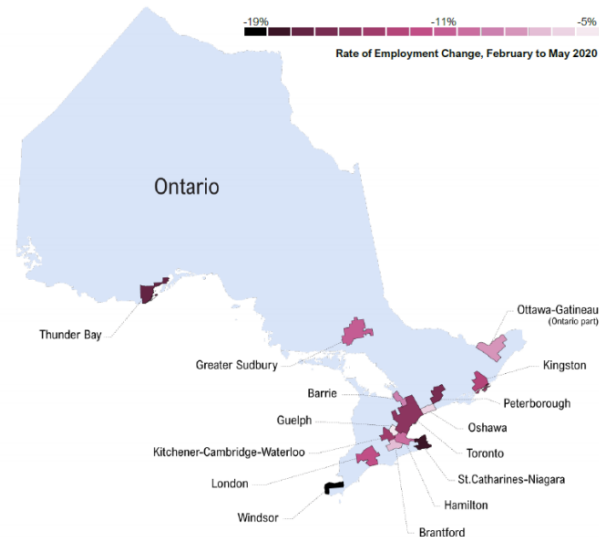 -19% -11% -5%
Rate of Employment Change, February to May 2020
Ontario
Thunder Bay
Greater Sudbury
Ottawa-Gatineau
(Ontario part)
Kingston
Barrie
Peterborough
Guelph
Oshawa
Kitchener-Cambridge-Waterloo
Toronto
London
St.Catharines-Niagara
Windsor
Hamilton
Brantford